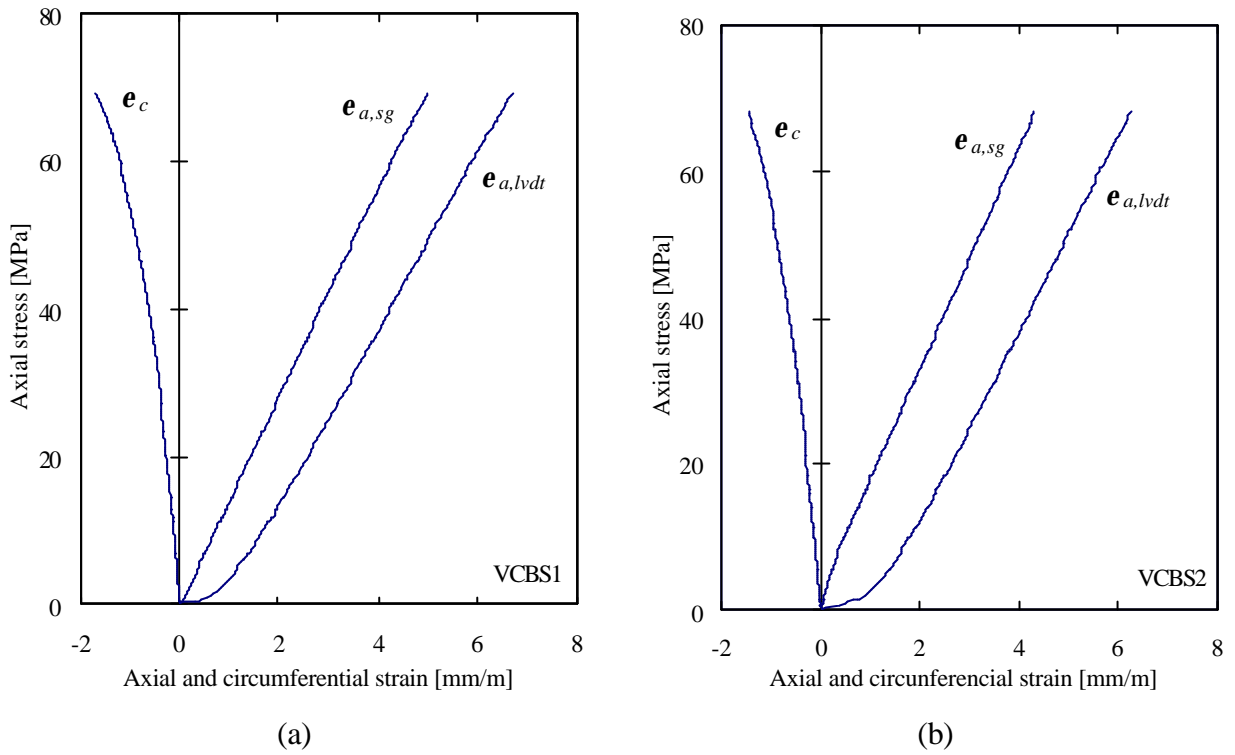 80
60
40
20
0
Axial stress [MPa]
e c
e a,sg
e a,lvdt
VCBS1
-2 0 2 4 6 8
Axial and circumferential strain [mm/m]
(a)
80
60
40
20
0
Axial stress [MPa]
e c
e a,sg
e a,lvdt
VCBS2
-2 0 2 4 6 8
Axial and circunferencial strain [mm/m]
(b)